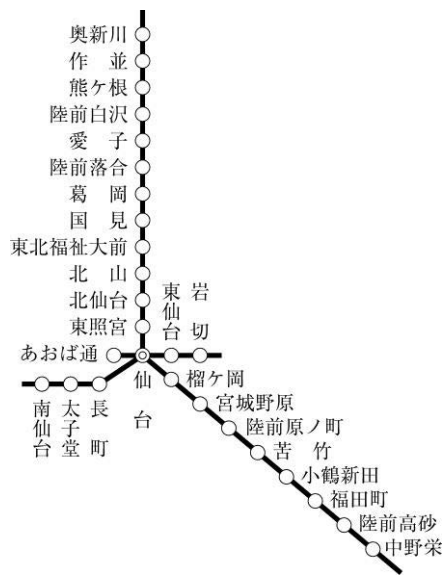 奥新川
作並
熊ケ根
陸前白沢
愛子
陸前落合
葛岡
国見
東北福祉大前
北山
北仙台
東照宮
東仙台
岩切
あおば通
仙台
榴ケ岡
宮城野原
陸前原ノ町
苦竹
小鶴新田
福田町
陸前高砂
中野栄
長町
太子堂
南仙台